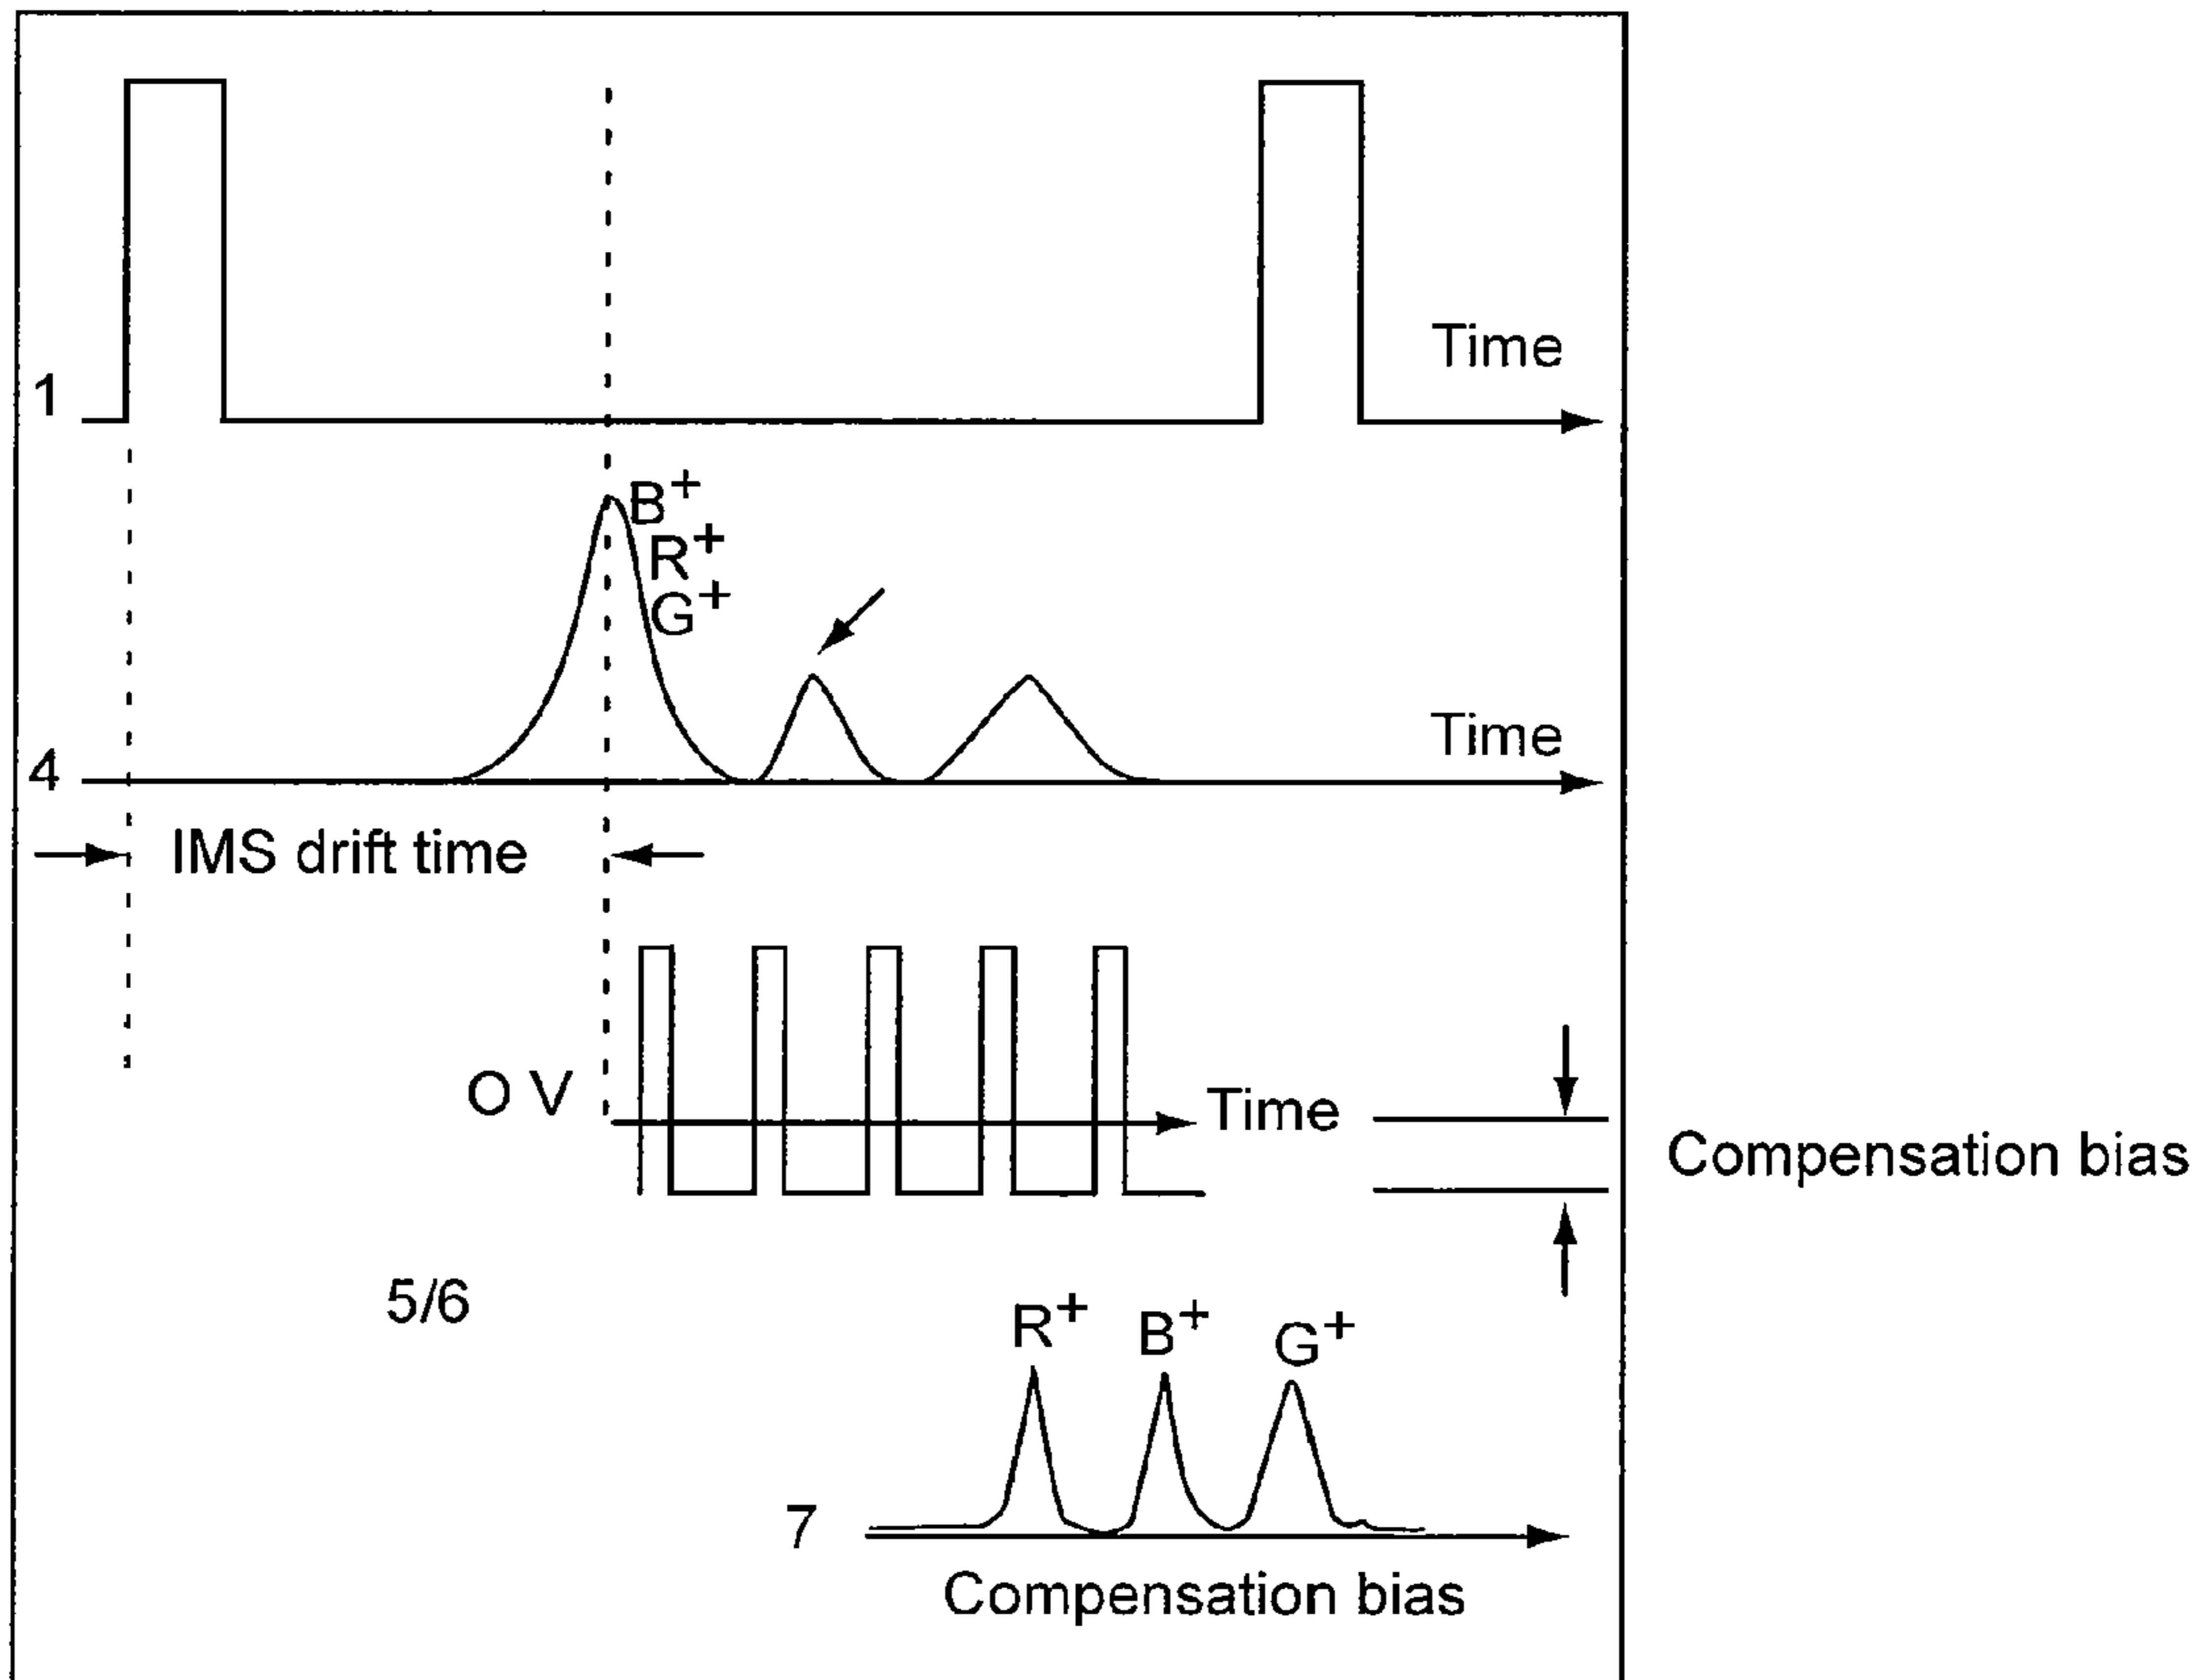 Time
1
B+
R+
G+
Time
4
IMS drift time
O V
Time
Compensation bias
5/6
R+ B+ G+
7
Compensation bias